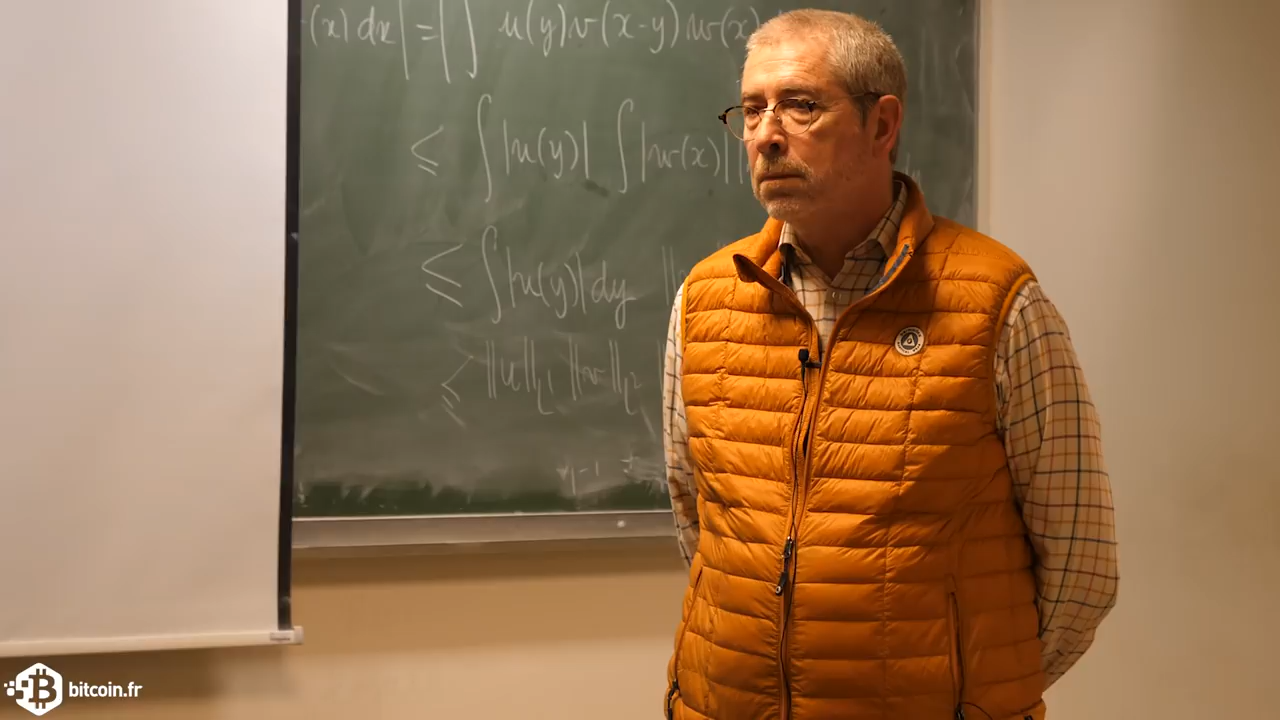 (x) dx| = | ∫ u(y) v(x-y) w(x)
≤ ∫ |u(y)| ∫ |w(x)| |
≤ ∫ |u(y)| dy ||
≤ ||u||_{L^1} ||v||_{L^2} ||
bitcoin.fr